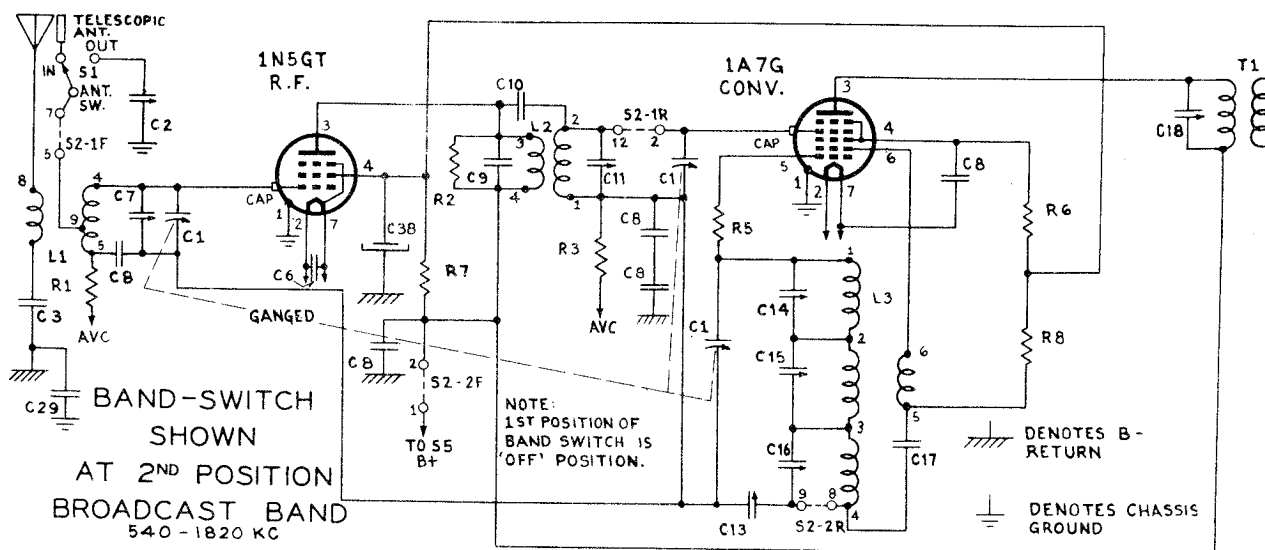 TELESCOPIC
ANT.
OUT
IN
S1
ANT.
SW.
7
S2-1F
5
C2
8
4
C7
9
C1
L1
5
C8
R1
C3
AVC
C29
1N5GT
R.F.
3
4
CAP
1
2
7
C6
C38
GANGED
R7
C8
2
S2-2F
1
TO S5
B+
C10
L2
2
3
R2
C9
4
1
S2-1R
12
2
C11
C1
R3
C8
C8
AVC
1A7G
CONV.
3
4
6
CAP
5
1
2
7
C8
R5
R6
1
L3
C14
C1
2
C15
R8
6
5
3
C16
C17
9
8
4
C13
S2-2R
T1
C18
NOTE:
1ST POSITION OF
BAND SWITCH IS
'OFF' POSITION.
BAND-SWITCH
SHOWN
AT 2ND POSITION
BROADCAST BAND
540-1820 KC
DENOTES B-
RETURN
DENOTES CHASSIS
GROUND